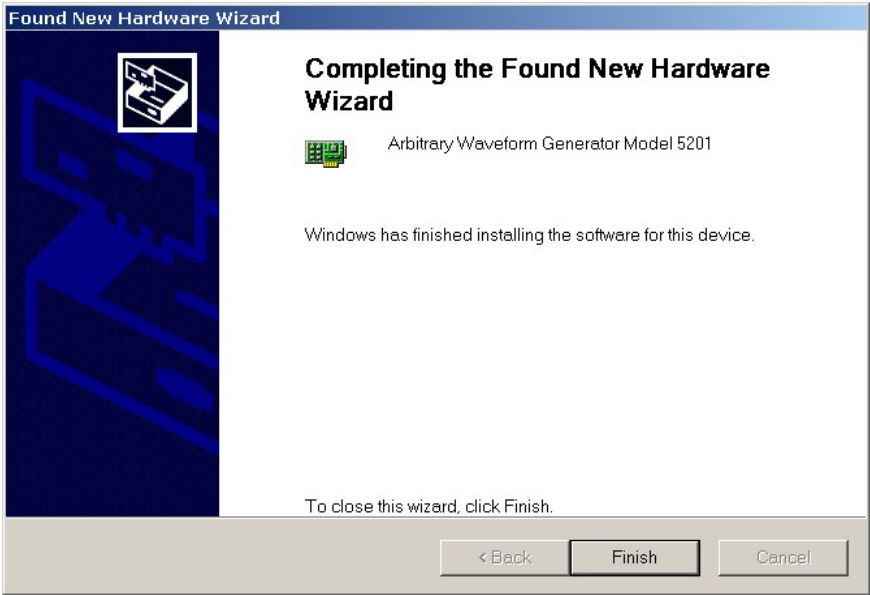 Found New Hardware Wizard
Completing the Found New Hardware
Wizard
Arbitrary Waveform Generator Model 5201
Windows has finished installing the software for this device.
To close this wizard, click Finish.
< Back
Finish
Cancel